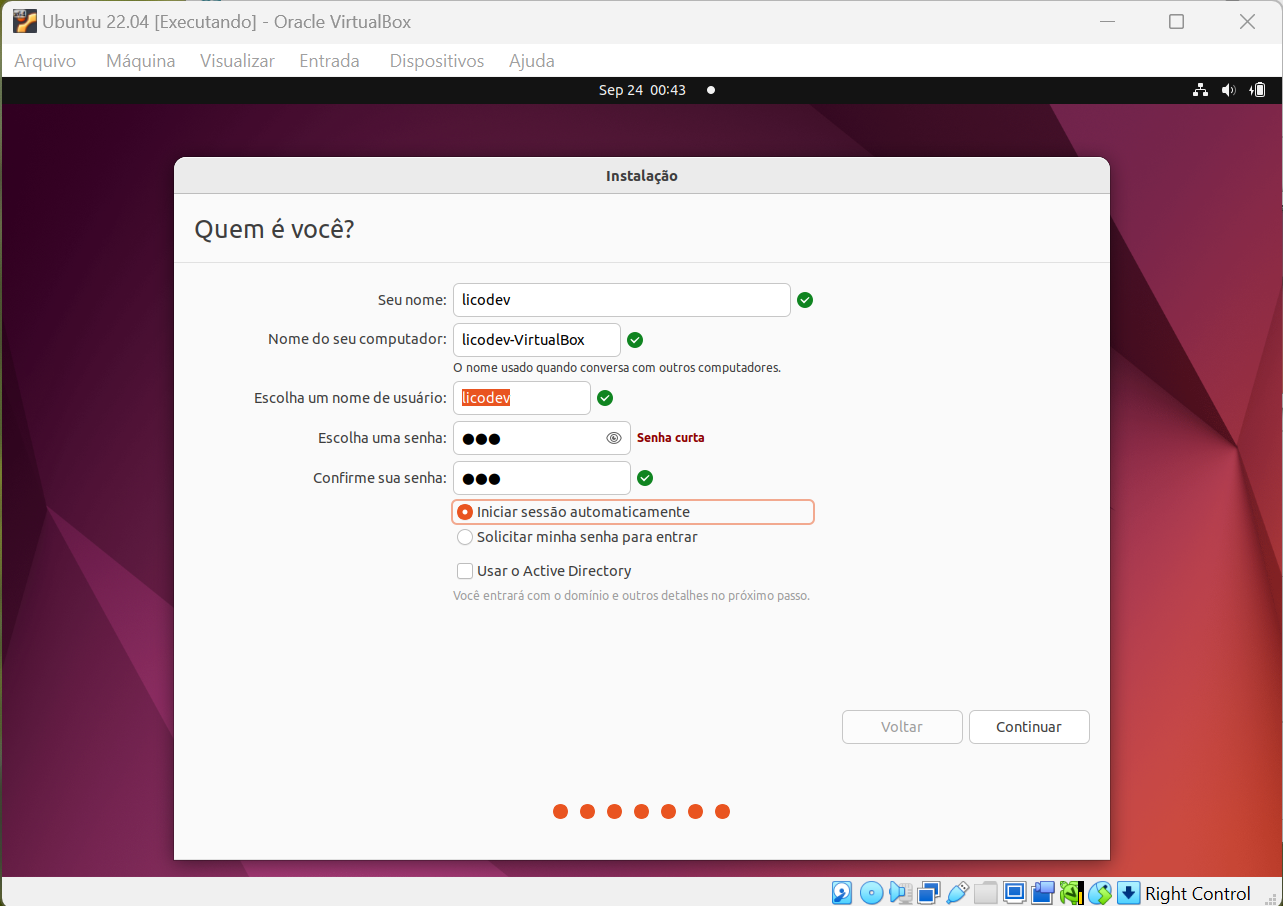 Ubuntu 22.04 [Executando] - Oracle VirtualBox
Arquivo Máquina Visualizar Entrada Dispositivos Ajuda
Sep 24 00:43
Instalação
Quem é você?
Seu nome: licodev
Nome do seu computador: licodev-VirtualBox
O nome usado quando conversa com outros computadores.
Escolha um nome de usuário: licodev
Escolha uma senha: ●●● Senha curta
Confirme sua senha: ●●●
Iniciar sessão automaticamente
Solicitar minha senha para entrar
Usar o Active Directory
Você entrará com o domínio e outros detalhes no próximo passo.
Voltar Continuar
Right Control